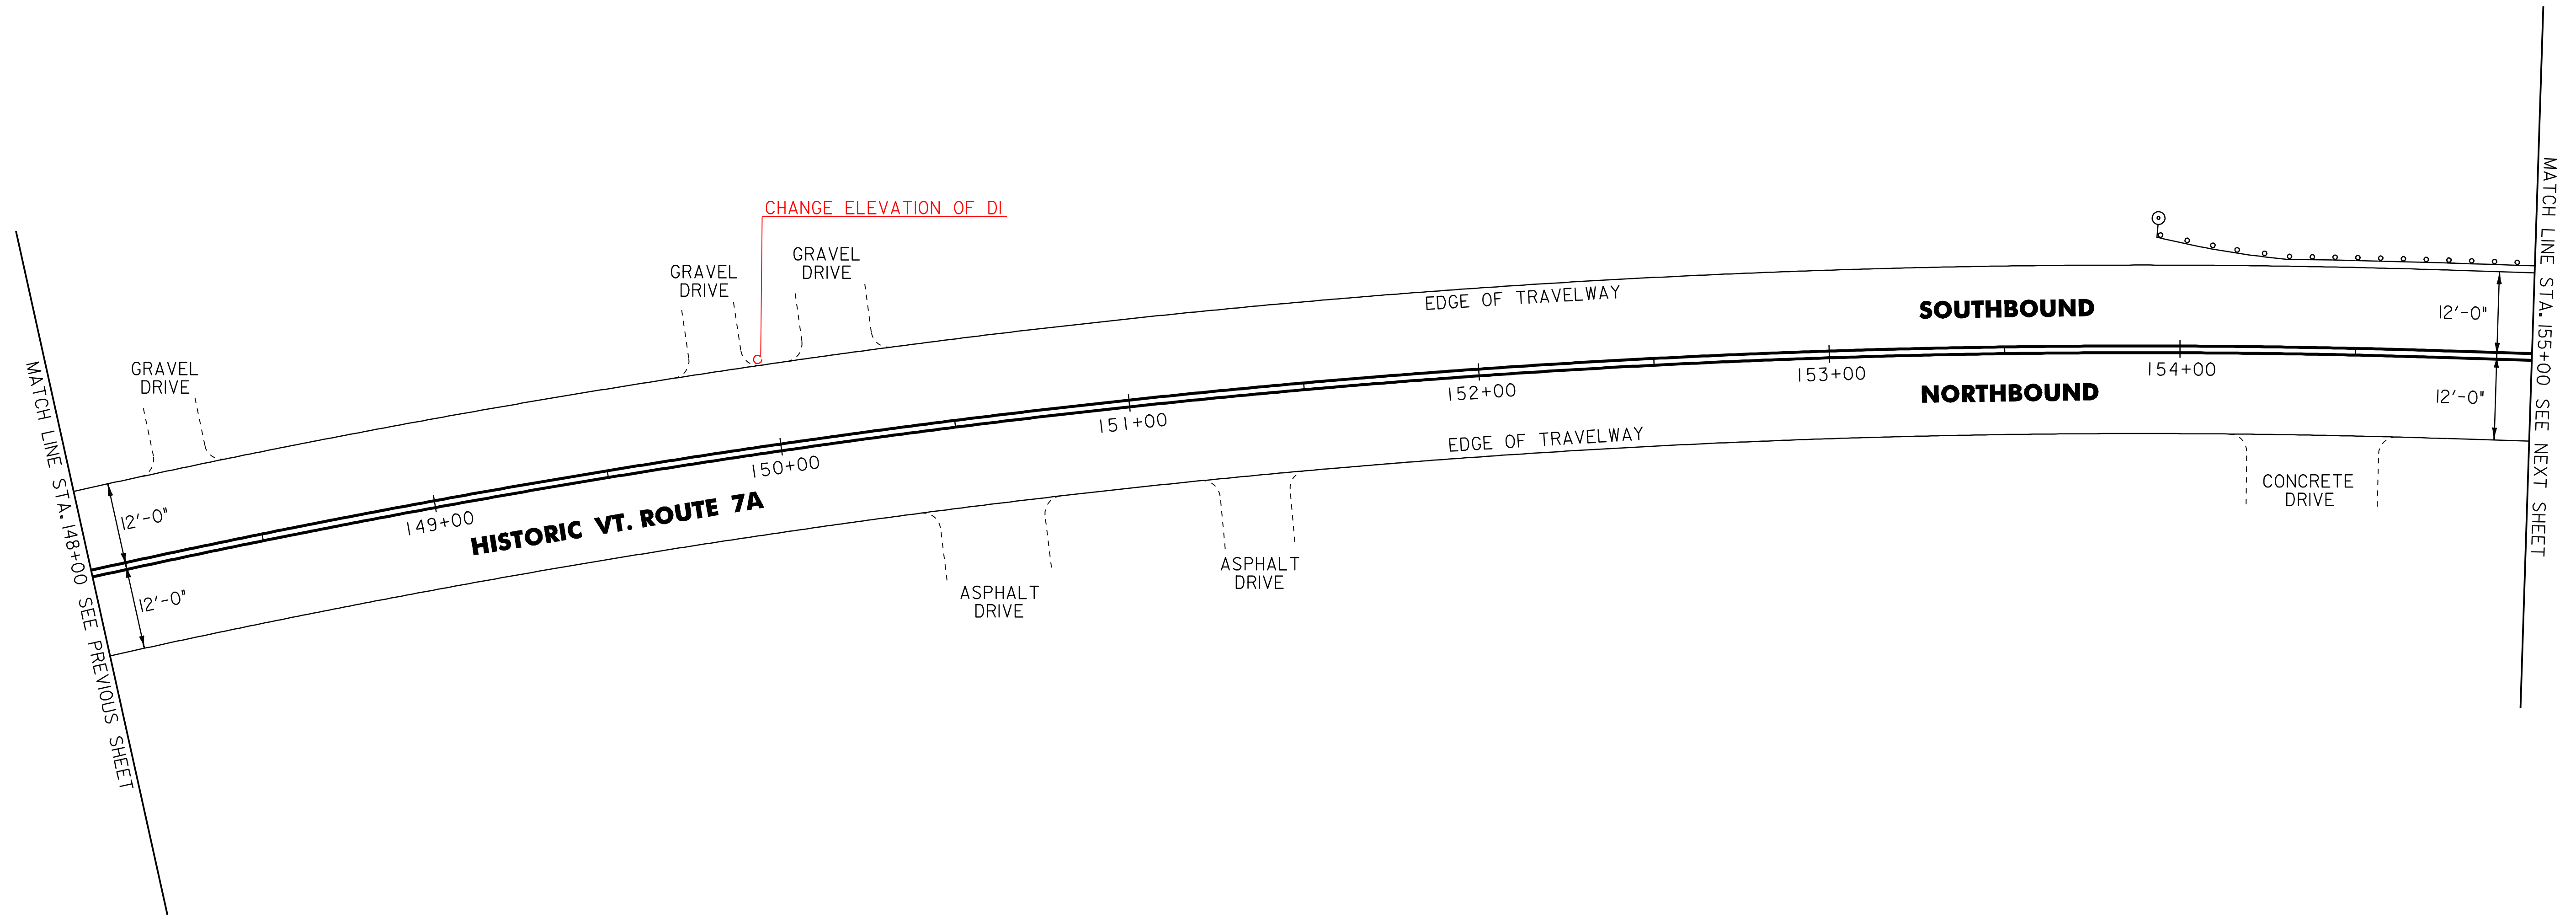 CHANGE ELEVATION OF DI
GRAVEL
DRIVE
GRAVEL
DRIVE
GRAVEL
DRIVE
EDGE OF TRAVELWAY
SOUTHBOUND
12'-0"
MATCH LINE STA. 155+00 SEE NEXT SHEET
MATCH LINE STA. 148+00 SEE PREVIOUS SHEET
12'-0"
12'-0"
149+00
150+00
151+00
152+00
153+00
154+00
HISTORIC VT. ROUTE 7A
NORTHBOUND
12'-0"
EDGE OF TRAVELWAY
ASPHALT
DRIVE
ASPHALT
DRIVE
CONCRETE
DRIVE